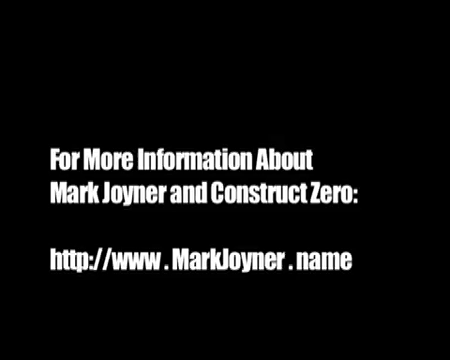 For More Information About
Mark Joyner and Construct Zero:
http://www . MarkJoyner . name